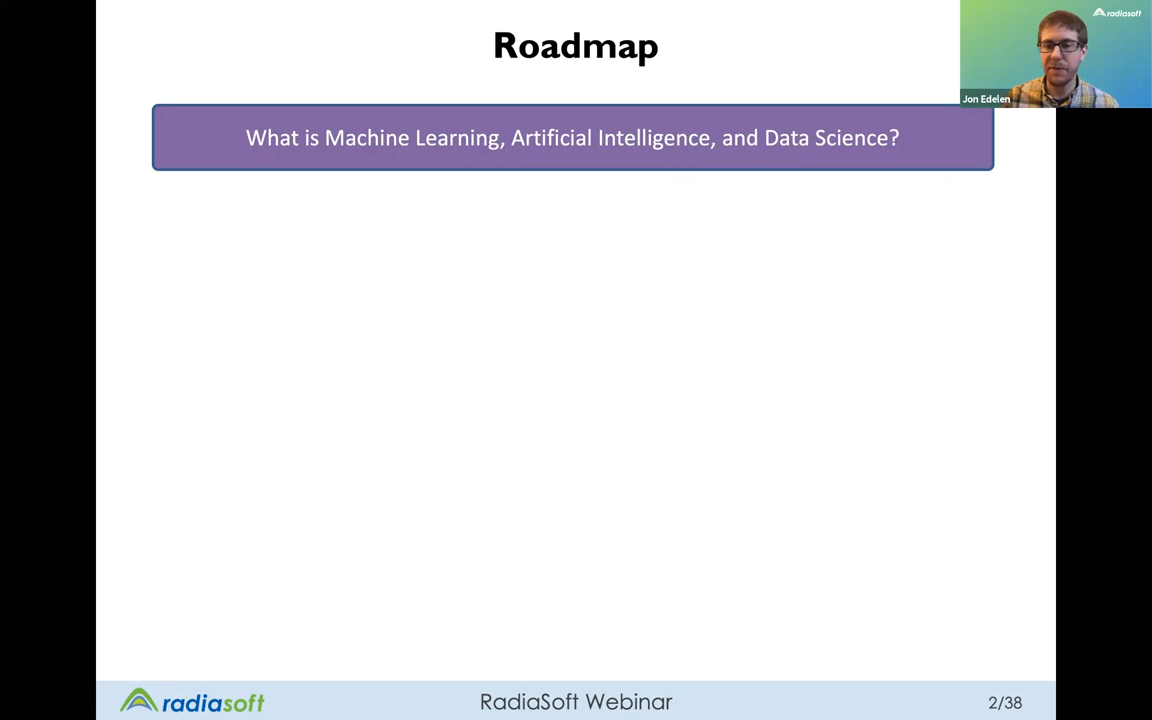 Roadmap
radiasoft
Jon Edelen
What is Machine Learning, Artificial Intelligence, and Data Science?
radiasoft
RadiaSoft Webinar
2/38